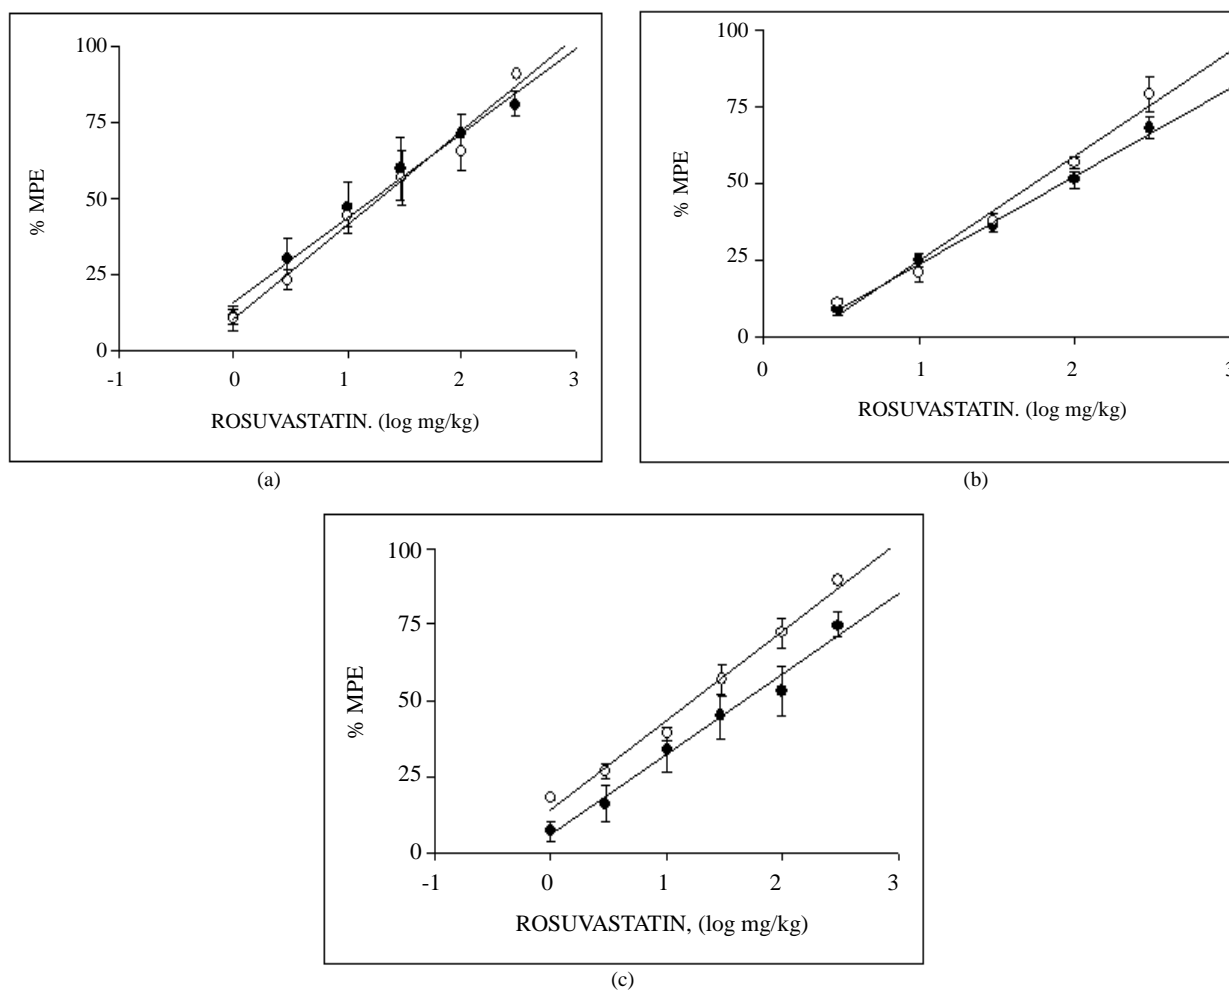 100
75
50
25
0
% MPE
-1 0 1 2 3
ROSUVASTATIN. (log mg/kg)
(a)
100
75
50
25
0
% MPE
0 1 2 3
ROSUVASTATIN. (log mg/kg)
(b)
100
75
50
25
0
% MPE
-1 0 1 2 3
ROSUVASTATIN, (log mg/kg)
(c)